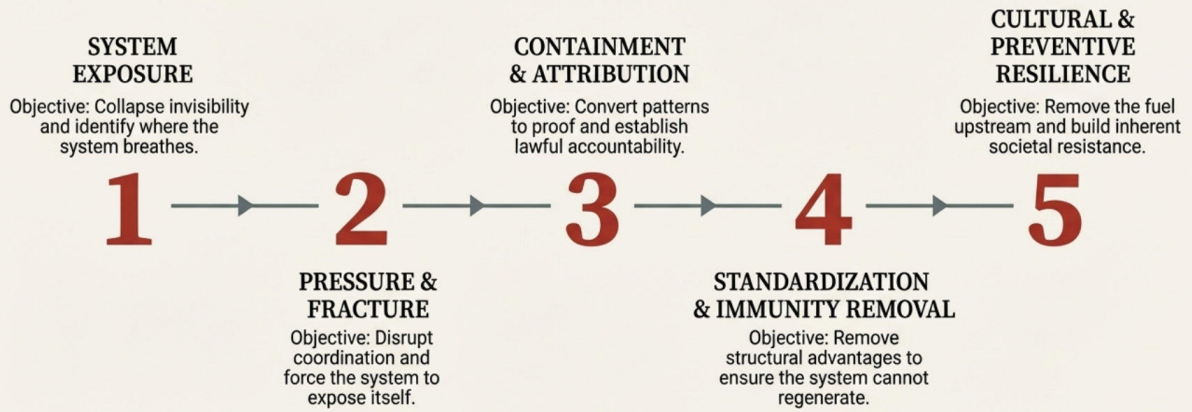 SYSTEM
EXPOSURE
Objective: Collapse invisibility
and identify where the
system breathes.
1
2
PRESSURE &
FRACTURE
Objective: Disrupt
coordination and
force the system to
expose itself.
CONTAINMENT
& ATTRIBUTION
Objective: Convert patterns
to proof and establish
lawful accountability.
3
4
STANDARDIZATION
& IMMUNITY REMOVAL
Objective: Remove
structural advantages to
ensure the system cannot
regenerate.
CULTURAL &
PREVENTIVE
RESILIENCE
Objective: Remove the fuel
upstream and build inherent
societal resistance.
5